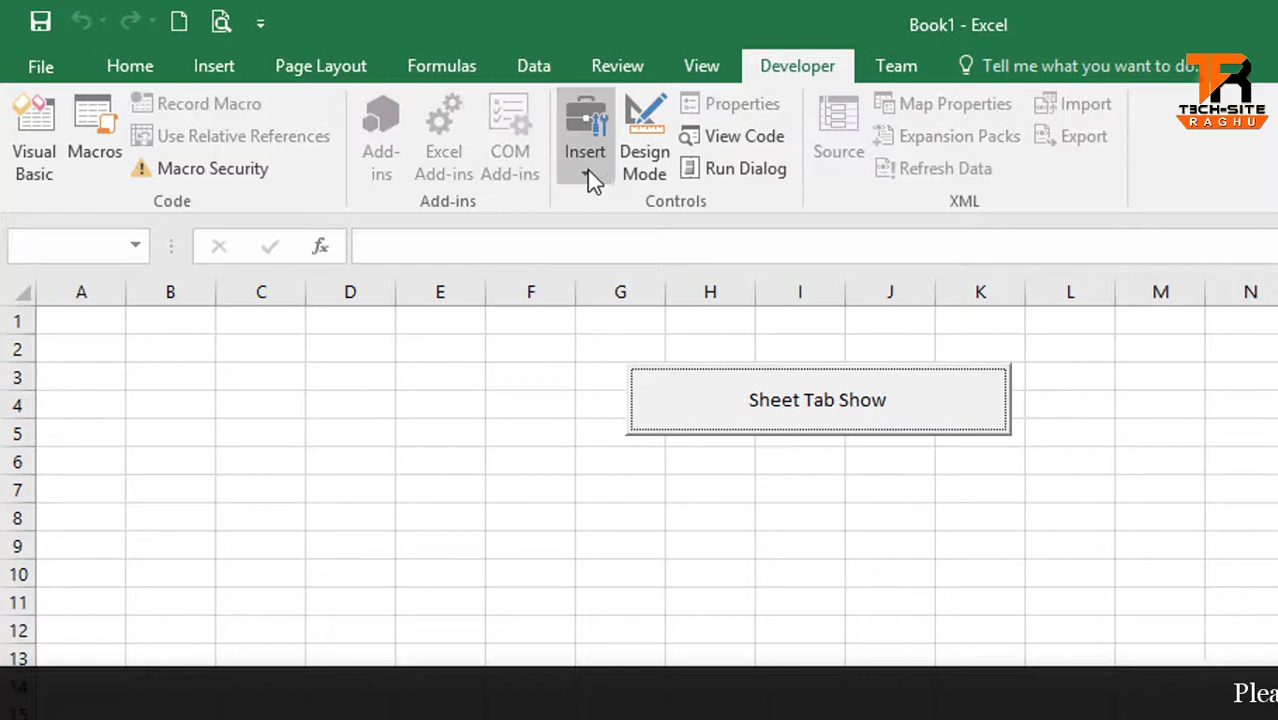 Book1 - Excel
File Home Insert Page Layout Formulas Data Review View Developer Team Tell me what you want to do.
TR
TECH-SITE
RAGHU
Visual Basic
Macros
Record Macro
Use Relative References
Macro Security
Code
Add-ins
Excel Add-ins
COM Add-ins
Add-ins
Insert
Design Mode
Properties
View Code
Run Dialog
Controls
Source
Map Properties
Expansion Packs
Refresh Data
Import
Export
XML
fx
A B C D E F G H I J K L M N
1
2
3
Sheet Tab Show
4
5
6
7
8
9
10
11
12
13
14